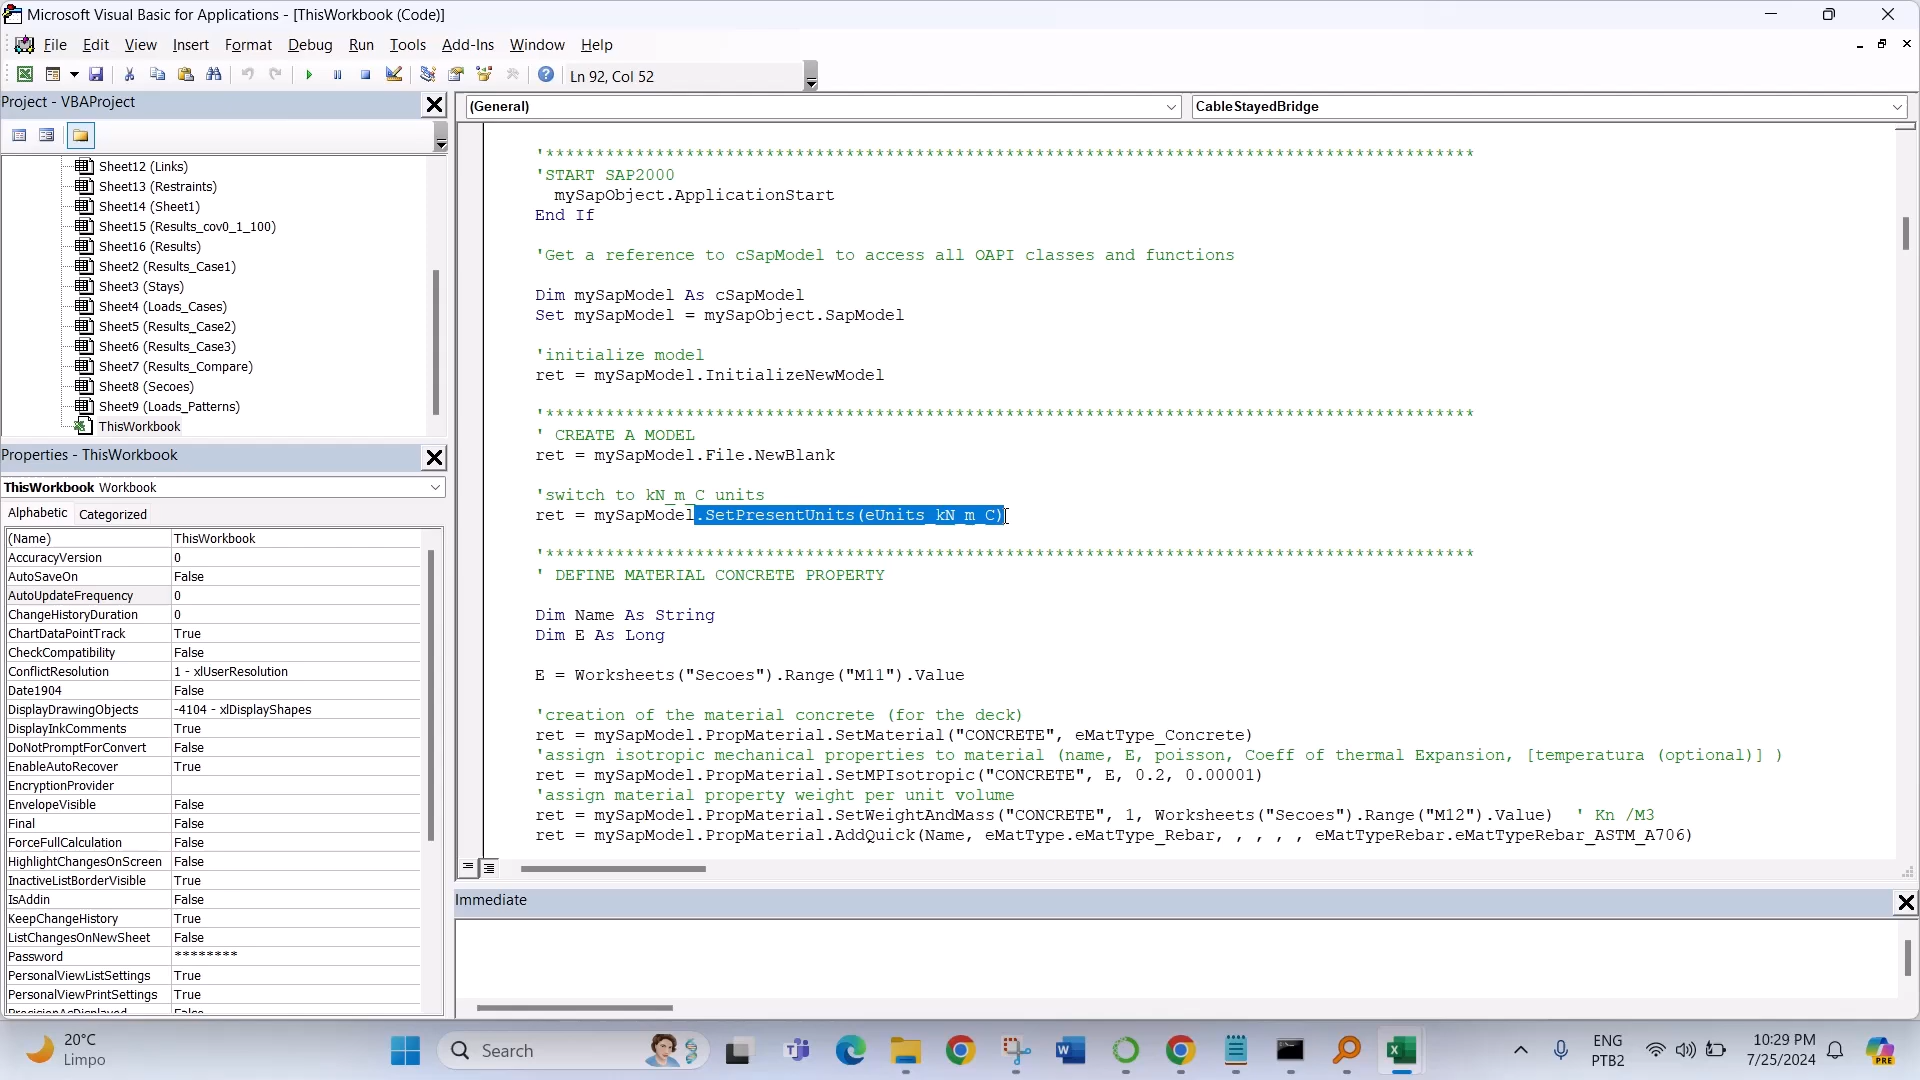 Microsoft Visual Basic for Applications - [ThisWorkbook (Code)]
File Edit View Insert Format Debug Run Tools Add-Ins Window Help
Ln 92, Col 52
Project - VBAProject
(General)
CableStayedBridge
Sheet12 (Links)
Sheet13 (Restraints)
Sheet14 (Sheet1)
Sheet15 (Results_cov0_1_100)
Sheet16 (Results)
Sheet2 (Results_Case1)
Sheet3 (Stays)
Sheet4 (Loads_Cases)
Sheet5 (Results_Case2)
Sheet6 (Results_Case3)
Sheet7 (Results_Compare)
Sheet8 (Secoes)
Sheet9 (Loads_Patterns)
ThisWorkbook
Properties - ThisWorkbook
ThisWorkbook Workbook
Alphabetic Categorized
(Name) ThisWorkbook
AccuracyVersion 0
AutoSaveOn False
AutoUpdateFrequency 0
ChangeHistoryDuration 0
ChartDataPointTrack True
CheckCompatibility False
ConflictResolution 1 - xlUserResolution
Date1904 False
DisplayDrawingObjects -4104 - xlDisplayShapes
DisplayInkComments True
DoNotPromptForConvert False
EnableAutoRecover True
EncryptionProvider
EnvelopeVisible False
Final False
ForceFullCalculation False
HighlightChangesOnScreen False
InactiveListBorderVisible True
IsAddin False
KeepChangeHistory True
ListChangesOnNewSheet False
Password ********
PersonalViewListSettings True
PersonalViewPrintSettings True
PrecisionAsDisplayed False
'*********************************************************************************************
'START SAP2000
mySapObject.ApplicationStart
End If
'Get a reference to cSapModel to access all OAPI classes and functions
Dim mySapModel As cSapModel
Set mySapModel = mySapObject.SapModel
'initialize model
ret = mySapModel.InitializeNewModel
'*********************************************************************************************
' CREATE A MODEL
ret = mySapModel.File.NewBlank
'switch to kN_m_C units
ret = mySapModel.SetPresentUnits(eUnits_kN_m_C)
'*********************************************************************************************
' DEFINE MATERIAL CONCRETE PROPERTY
Dim Name As String
Dim E As Long
E = Worksheets("Secoes").Range("M11").Value
'creation of the material concrete (for the deck)
ret = mySapModel.PropMaterial.SetMaterial("CONCRETE", eMatType_Concrete)
'assign isotropic mechanical properties to material (name, E, poisson, Coeff of thermal Expansion, [temperatura (optional)] )
ret = mySapModel.PropMaterial.SetMPIsotropic("CONCRETE", E, 0.2, 0.00001)
'assign material property weight per unit volume
ret = mySapModel.PropMaterial.SetWeightAndMass("CONCRETE", 1, Worksheets("Secoes").Range("M12").Value) ' Kn /M3
ret = mySapModel.PropMaterial.AddQuick(Name, eMatType.eMatType_Rebar, , , , , eMatTypeRebar.eMatTypeRebar_ASTM_A706)
Immediate
20°C
Limpo
Search
PRE
ENG
PTB2
10:29 PM
7/25/2024